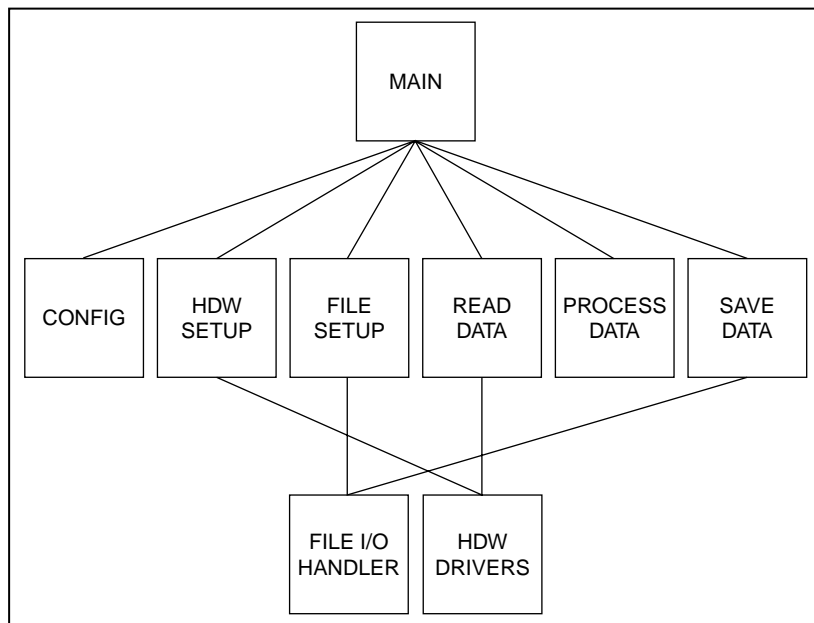 MAIN
CONFIG
HDW
SETUP
FILE
SETUP
READ
DATA
PROCESS
DATA
SAVE
DATA
FILE I/O
HANDLER
HDW
DRIVERS